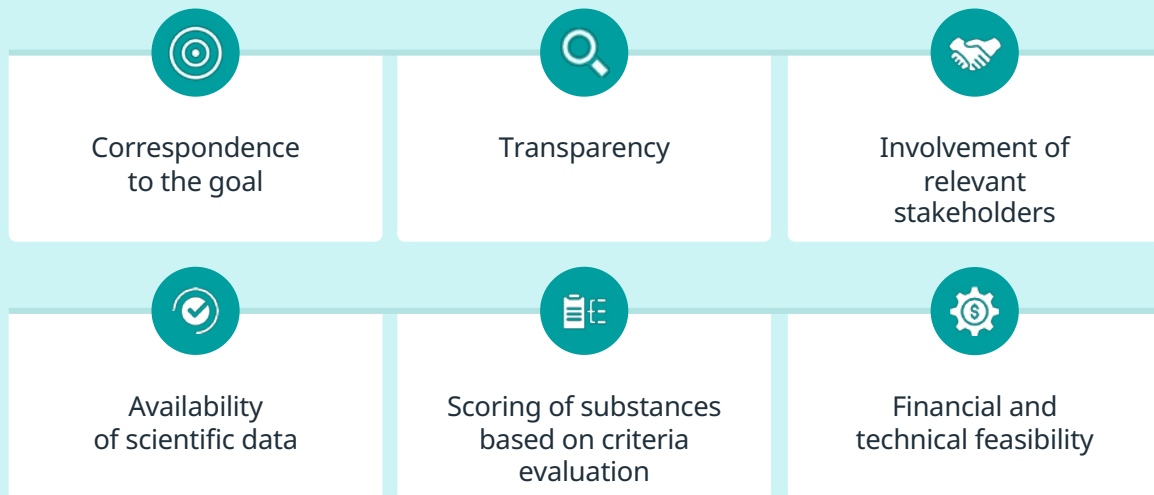 Correspondence
to the goal
Transparency
Involvement of
relevant
stakeholders
Availability
of scientific data
Scoring of substances
based on criteria
evaluation
$
Financial and
technical feasibility